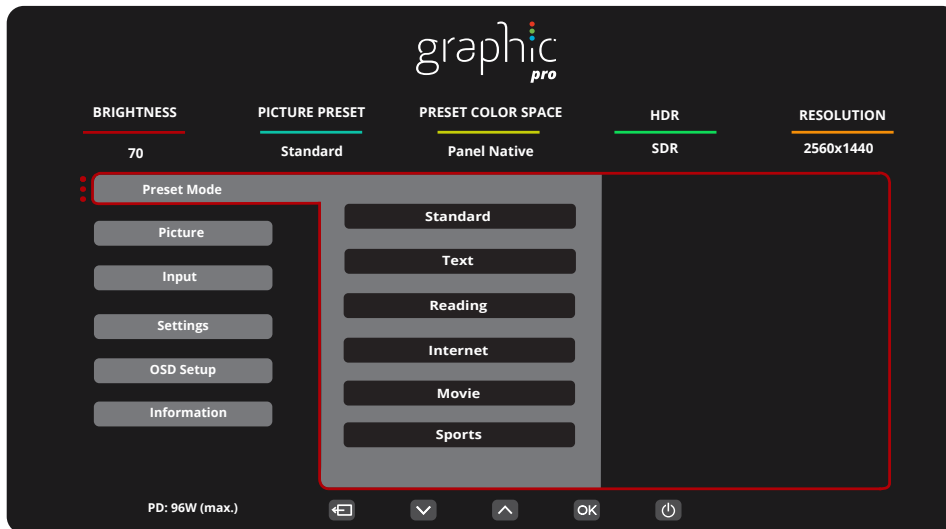 graphic
pro
BRIGHTNESS PICTURE PRESET PRESET COLOR SPACE HDR RESOLUTION
70 Standard Panel Native SDR 2560x1440
Preset Mode
Picture
Input
Settings
OSD Setup
Information
Standard
Text
Reading
Internet
Movie
Sports
PD: 96W (max.)
OK